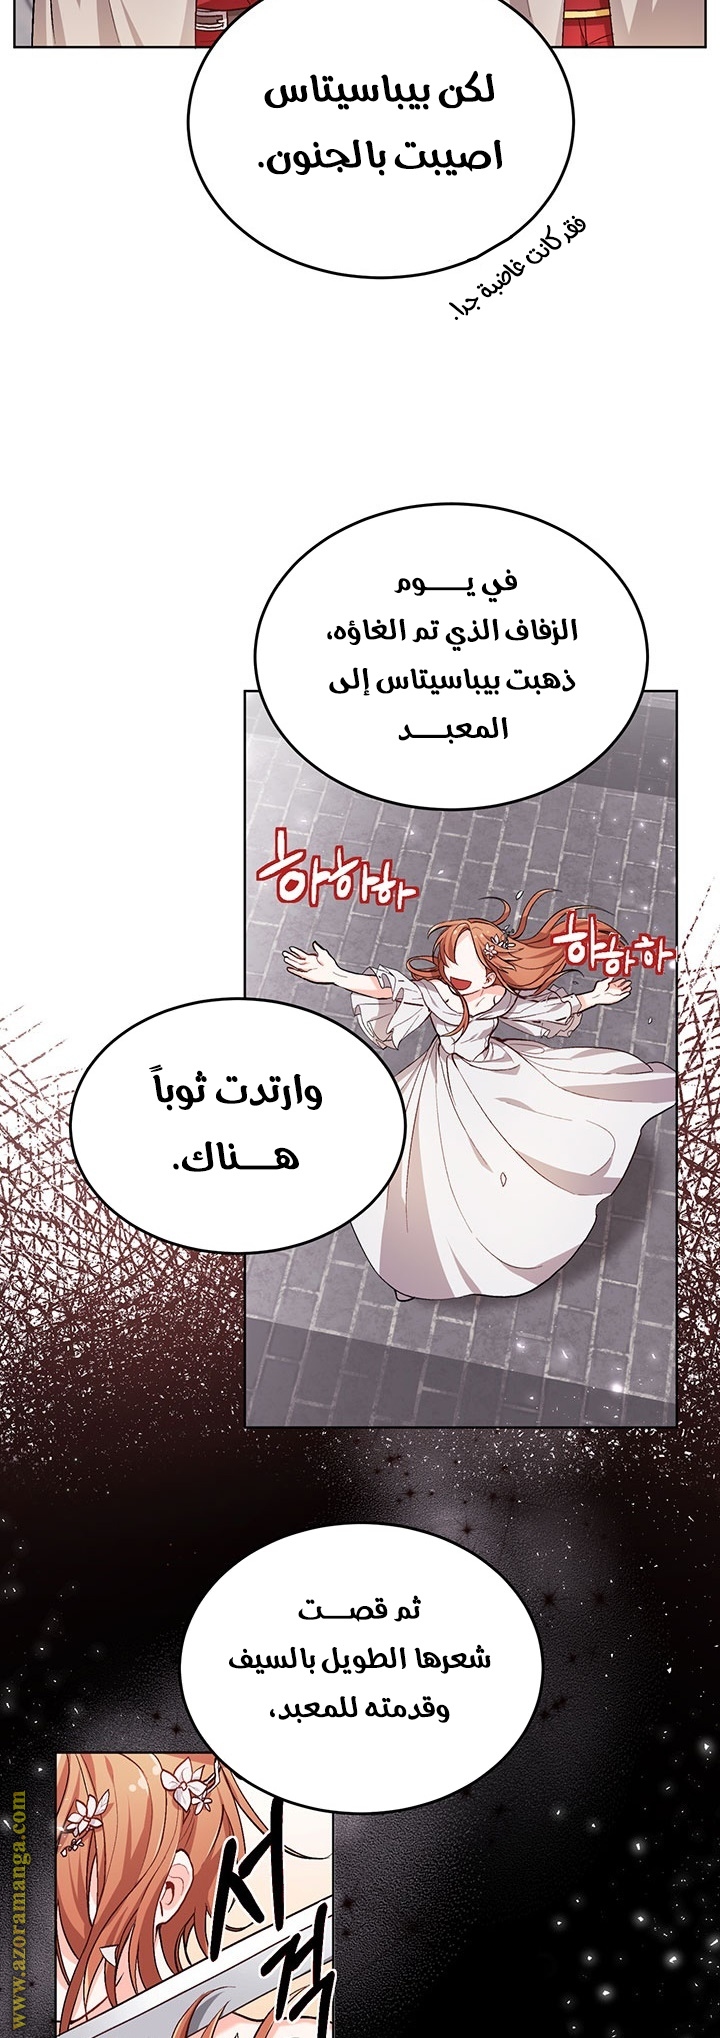 لكن بيباسيتاس
اصيبت بالجنون.
فقد كانت غاضبة جدا.
في يـــوم
الزفاف الذي تم الغاؤه،
ذهبت بيباسيتاس إلى
المعبـــد
하하하
하하하
وارتدت ثوباً
هـــناك.
ثم قصـــت
شعرها الطويل بالسيف
وقدمته للمعبد،
서
걱
www.azoramanga.com